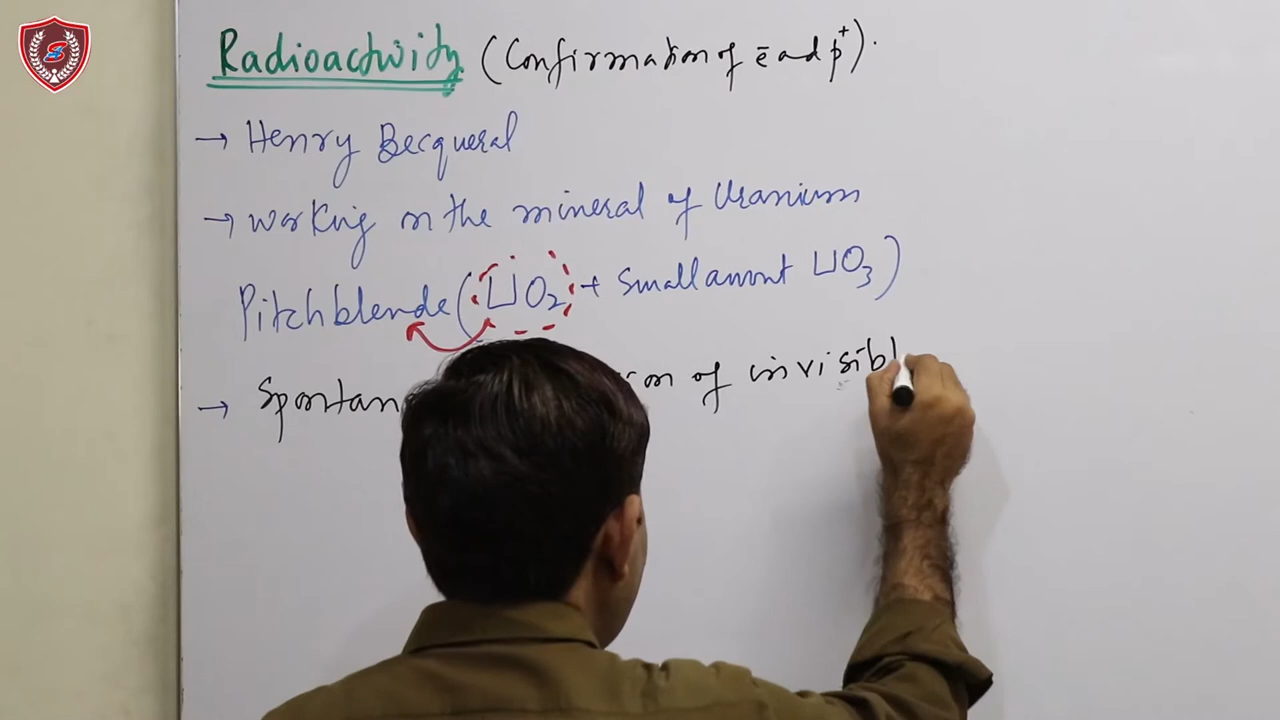 Radioactivity (Confirmation of ē and p⁺).
→ Henry Becqueral
→ working on the mineral of Uranium
Pitchblende (UO₂ + Small amont UO₃)
→ Spontan of invisibl